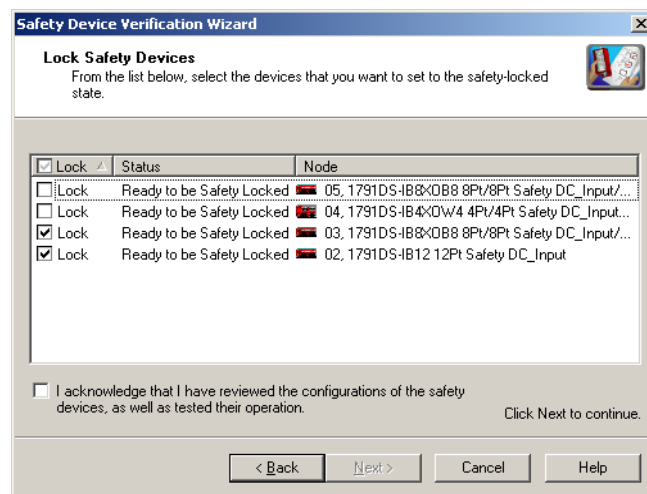 Safety Device Verification Wizard
Lock Safety Devices
From the list below, select the devices that you want to set to the safety-locked
state.
Lock Status Node
Lock Ready to be Safety Locked 05, 1791DS-IB8XOB8 8Pt/8Pt Safety DC_Input/...
Lock Ready to be Safety Locked 04, 1791DS-IB4XOW4 4Pt/4Pt Safety DC_Input...
Lock Ready to be Safety Locked 03, 1791DS-IB8XOB8 8Pt/8Pt Safety DC_Input/...
Lock Ready to be Safety Locked 02, 1791DS-IB12 12Pt Safety DC_Input
I acknowledge that I have reviewed the configurations of the safety
devices, as well as tested their operation.
Click Next to continue.
< Back Next > Cancel Help